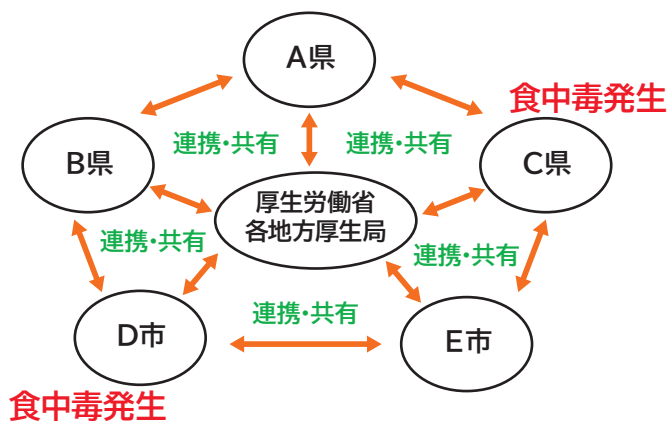 A県
食中毒発生
連携・共有
連携・共有
B県
C県
厚生労働省
各地方厚生局
連携・共有
連携・共有
連携・共有
D市
E市
食中毒発生